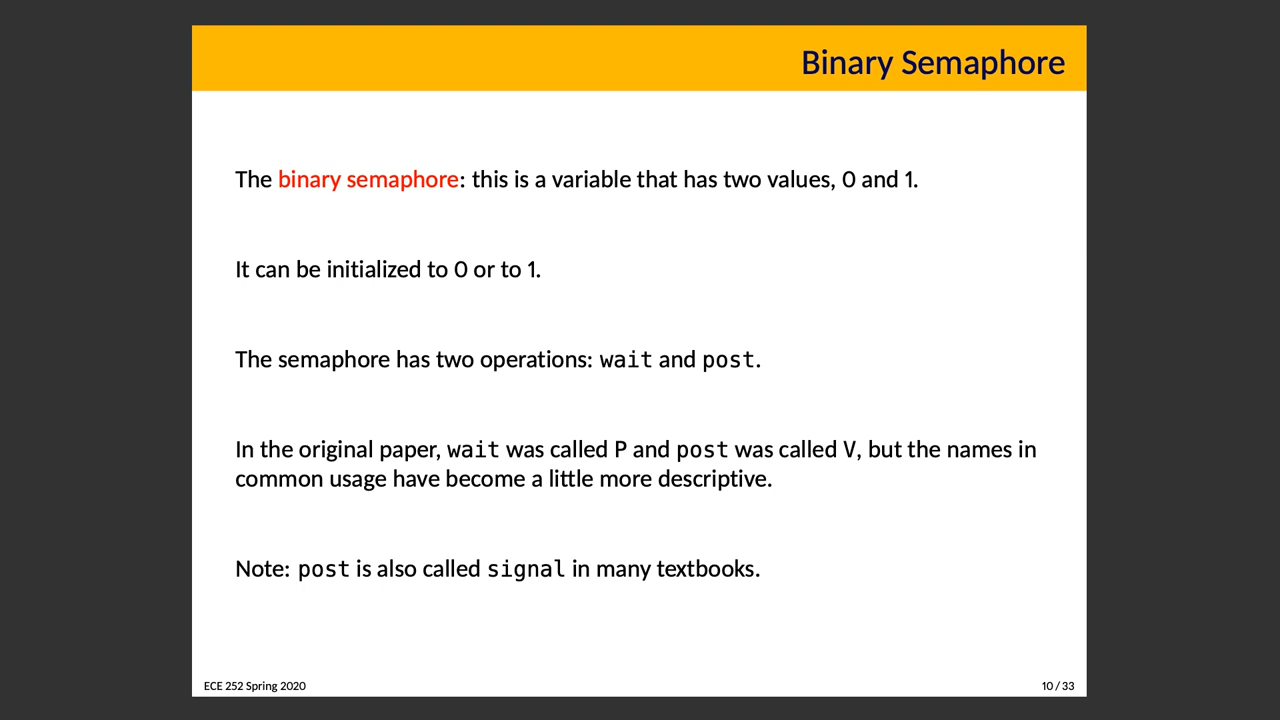 Binary Semaphore
The binary semaphore: this is a variable that has two values, 0 and 1.
It can be initialized to 0 or to 1.
The semaphore has two operations: wait and post.
In the original paper, wait was called P and post was called V, but the names in
common usage have become a little more descriptive.
Note: post is also called signal in many textbooks.
ECE 252 Spring 2020
10 / 33